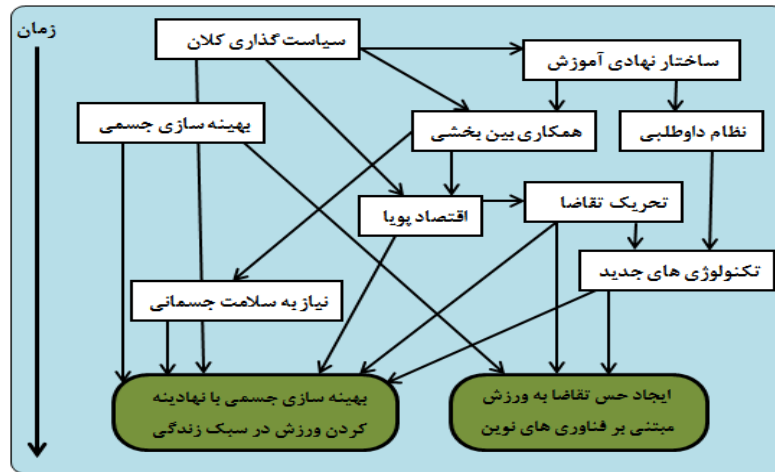 زمان
سیاست گذاری کلان
ساختار نهادی آموزش
بهینه سازی جسمی
همکاری بین بخشی
نظام داوطلبی
اقتصاد پویا
تحریک تقاضا
تکنولوژی های جدید
نیاز به سلامت جسمانی
ایجاد حس تقاضا به ورزش
مبتنی بر فناوری های نوین
بهینه سازی جسمی با نهادینه
کردن ورزش در سبک زندگی